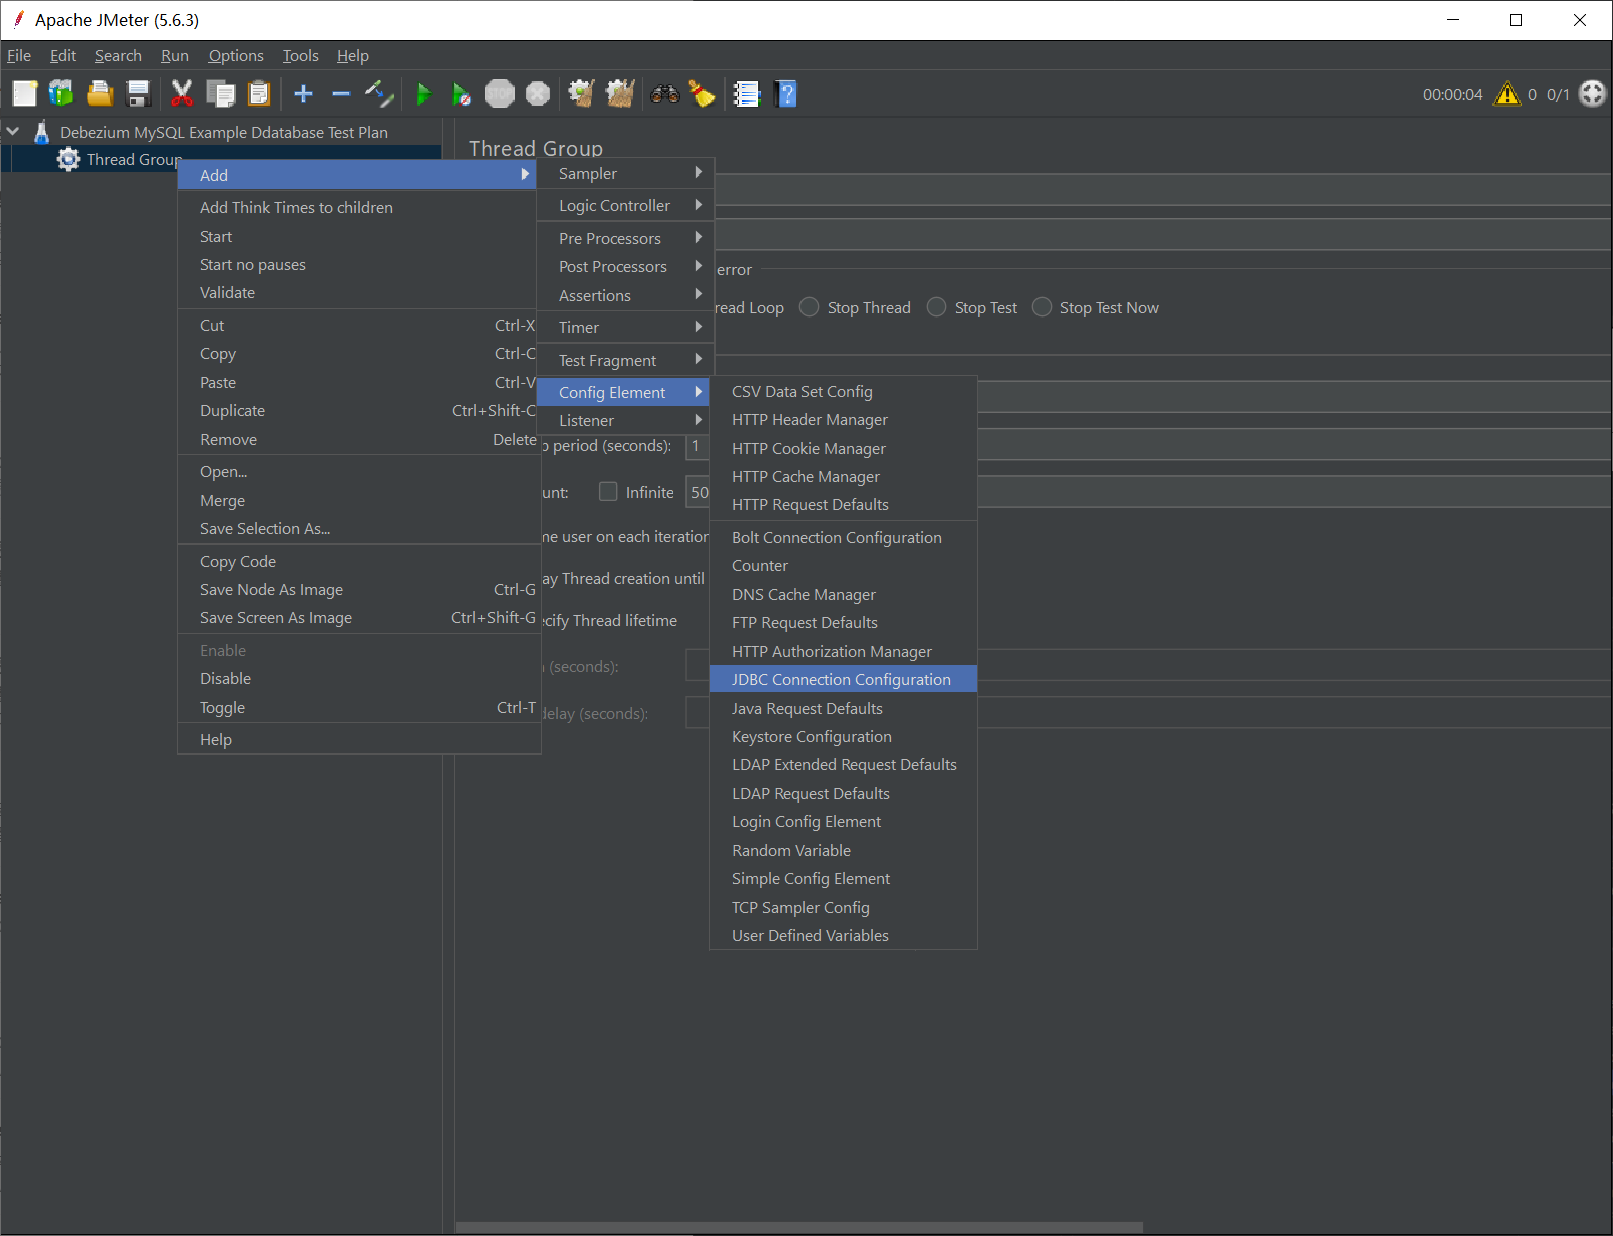 Apache JMeter (5.6.3)
File Edit Search Run Options Tools Help
00:00:04 0 0/1
Debezium MySQL Example Ddatabase Test Plan
Thread Group
Thread Group
Add
Add Think Times to children
Start
Start no pauses
Validate
Cut Ctrl-X
Copy Ctrl-C
Paste Ctrl-V
Duplicate Ctrl+Shift-C
Remove Delete
Open...
Merge
Save Selection As...
Copy Code
Save Node As Image Ctrl-G
Save Screen As Image Ctrl+Shift-G
Enable
Disable
Toggle Ctrl-T
Help
Sampler
Logic Controller
Pre Processors
Post Processors
Assertions
Timer
Test Fragment
Config Element
Listener
CSV Data Set Config
HTTP Header Manager
HTTP Cookie Manager
HTTP Cache Manager
HTTP Request Defaults
Bolt Connection Configuration
Counter
DNS Cache Manager
FTP Request Defaults
HTTP Authorization Manager
JDBC Connection Configuration
Java Request Defaults
Keystore Configuration
LDAP Extended Request Defaults
LDAP Request Defaults
Login Config Element
Random Variable
Simple Config Element
TCP Sampler Config
User Defined Variables
error
read Loop Stop Thread Stop Test Stop Test Now
period (seconds): 1
unt: Infinite 50
me user on each iteration
ay Thread creation until
cify Thread lifetime
(seconds):
delay (seconds):